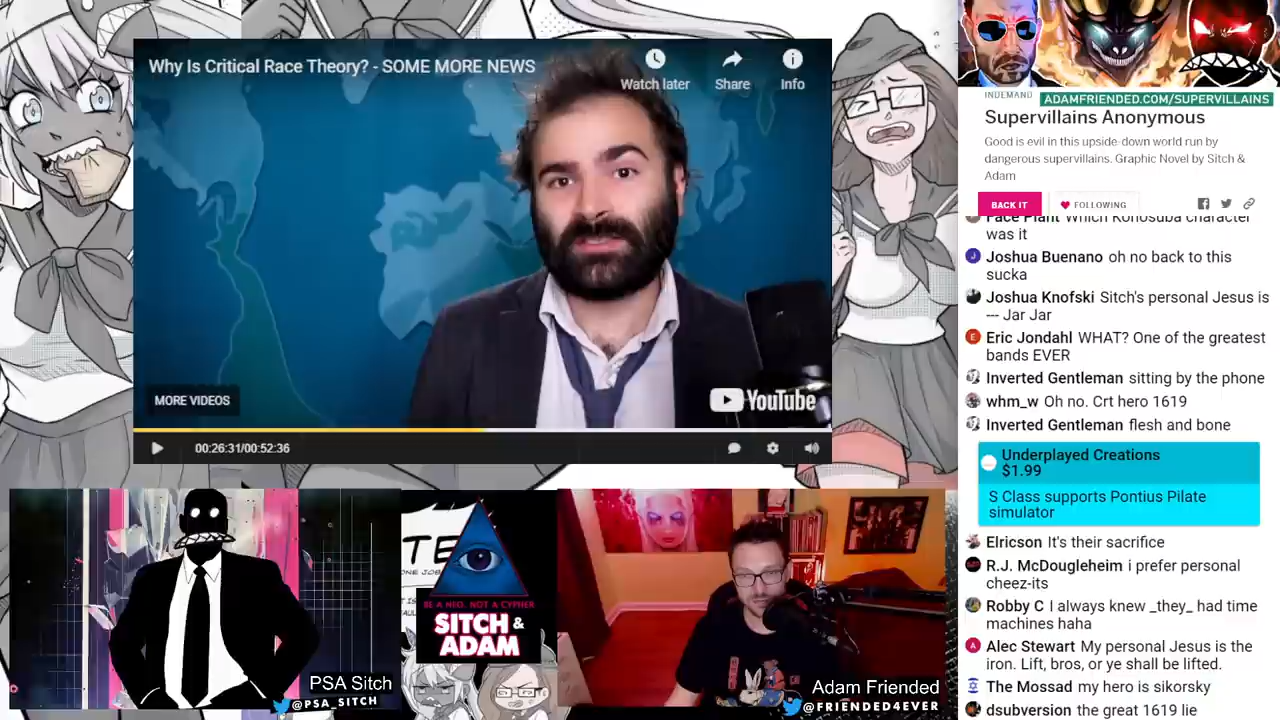 Why Is Critical Race Theory? - SOME MORE NEWS
Watch later
Share
Info
MORE VIDEOS
YouTube
00:26:31/00:52:36
INDEMAND
ADAMFRIENDED.COM/SUPERVILLAINS
Supervillains Anonymous
Good is evil in this upside-down world run by
dangerous supervillains. Graphic Novel by Sitch &
Adam
BACK IT
FOLLOWING
Face Plant Which Konosuba character
was it
Joshua Buenano oh no back to this
sucka
Joshua Knofski Sitch's personal Jesus is
--- Jar Jar
Eric Jondahl WHAT? One of the greatest
bands EVER
Inverted Gentleman sitting by the phone
whm_w Oh no. Crt hero 1619
Inverted Gentleman flesh and bone
Underplayed Creations
$1.99
S Class supports Pontius Pilate
simulator
Elricson It's their sacrifice
R.J. McDougleheim i prefer personal
cheez-its
Robby C I always knew _they_ had time
machines haha
Alec Stewart My personal Jesus is the
iron. Lift, bros, or ye shall be lifted.
The Mossad my hero is sikorsky
dsubversion the great 1619 lie
BE A NEO, NOT A CYPHER
SITCH &
ADAM
PSA Sitch
@PSA_SITCH
Adam Friended
@FRIENDED4EVER